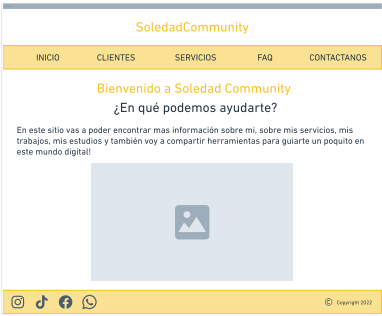 SoledadCommunity
INICIO CLIENTES SERVICIOS FAQ CONTACTANOS
Bienvenido a Soledad Community
¿En qué podemos ayudarte?
En este sitio vas a poder encontrar mas información sobre mi, sobre mis servicios, mis
trabajos, mis estudios y también voy a compartir herramientas para guiarte un poquito en
este mundo digital!
© Copyright 2022